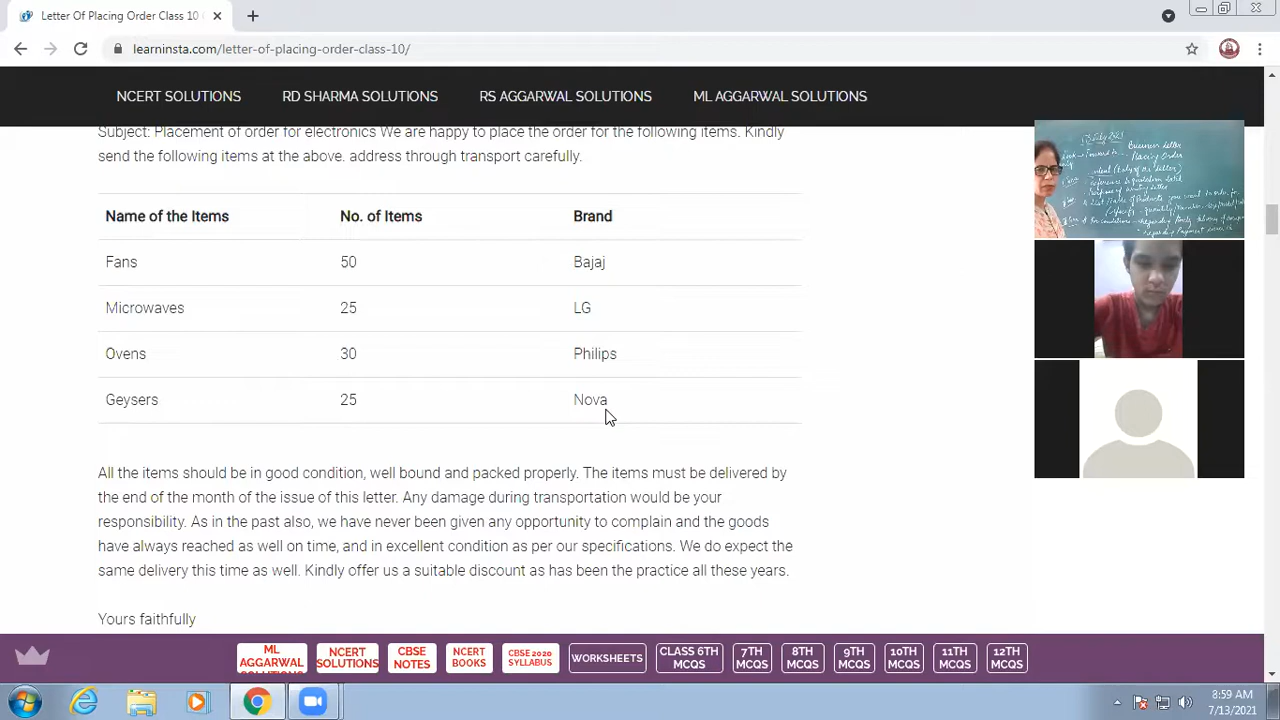 Letter Of Placing Order Class 10
learninsta.com/letter-of-placing-order-class-10/
NCERT SOLUTIONS RD SHARMA SOLUTIONS RS AGGARWAL SOLUTIONS ML AGGARWAL SOLUTIONS
Subject: Placement of order for electronics We are happy to place the order for the following items. Kindly
send the following items at the above. address through transport carefully.
Name of the Items No. of Items Brand
Fans 50 Bajaj
Microwaves 25 LG
Ovens 30 Philips
Geysers 25 Nova
All the items should be in good condition, well bound and packed properly. The items must be delivered by
the end of the month of the issue of this letter. Any damage during transportation would be your
responsibility. As in the past also, we have never been given any opportunity to complain and the goods
have always reached as well on time, and in excellent condition as per our specifications. We do expect the
same delivery this time as well. Kindly offer us a suitable discount as has been the practice all these years.
Yours faithfully
Business Letter
Placing Order
ML AGGARWAL SOLUTIONS
NCERT SOLUTIONS
CBSE NOTES
NCERT BOOKS
CBSE 2020 SYLLABUS
WORKSHEETS
CLASS 6TH MCQS
7TH MCQS
8TH MCQS
9TH MCQS
10TH MCQS
11TH MCQS
12TH MCQS
8:59 AM
7/13/2021